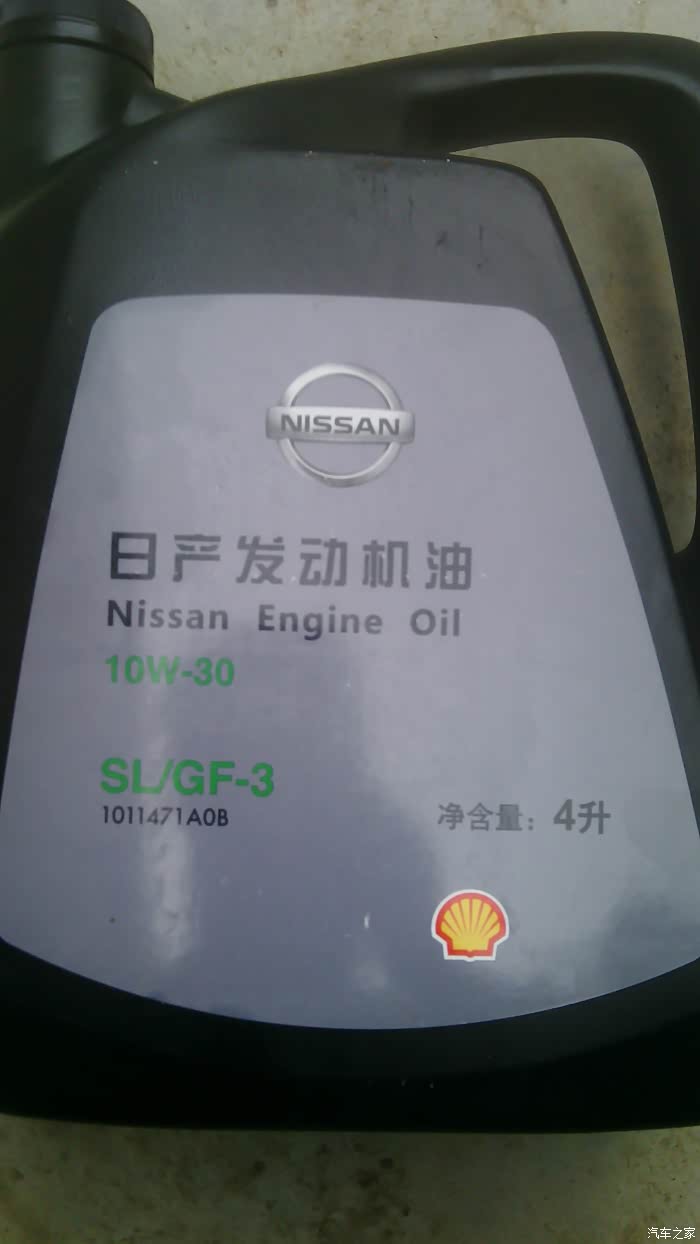 NISSAN
日产发动机油
Nissan Engine Oil
10W-30
SL/GF-3
1011471A0B
净含量：4升
汽车之家